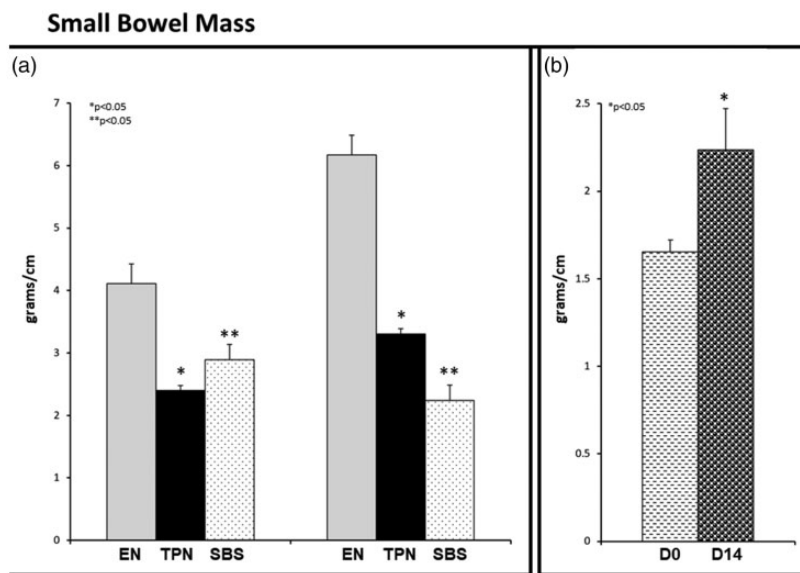 Small Bowel Mass
(a)
*p<0.05
**p<0.05
grams/cm
7
6
5
4
3
2
1
0
*
**
*
**
EN TPN SBS EN TPN SBS
(b)
*p<0.05
grams/cm
2.5
2
1.5
1
0.5
0
*
D0 D14